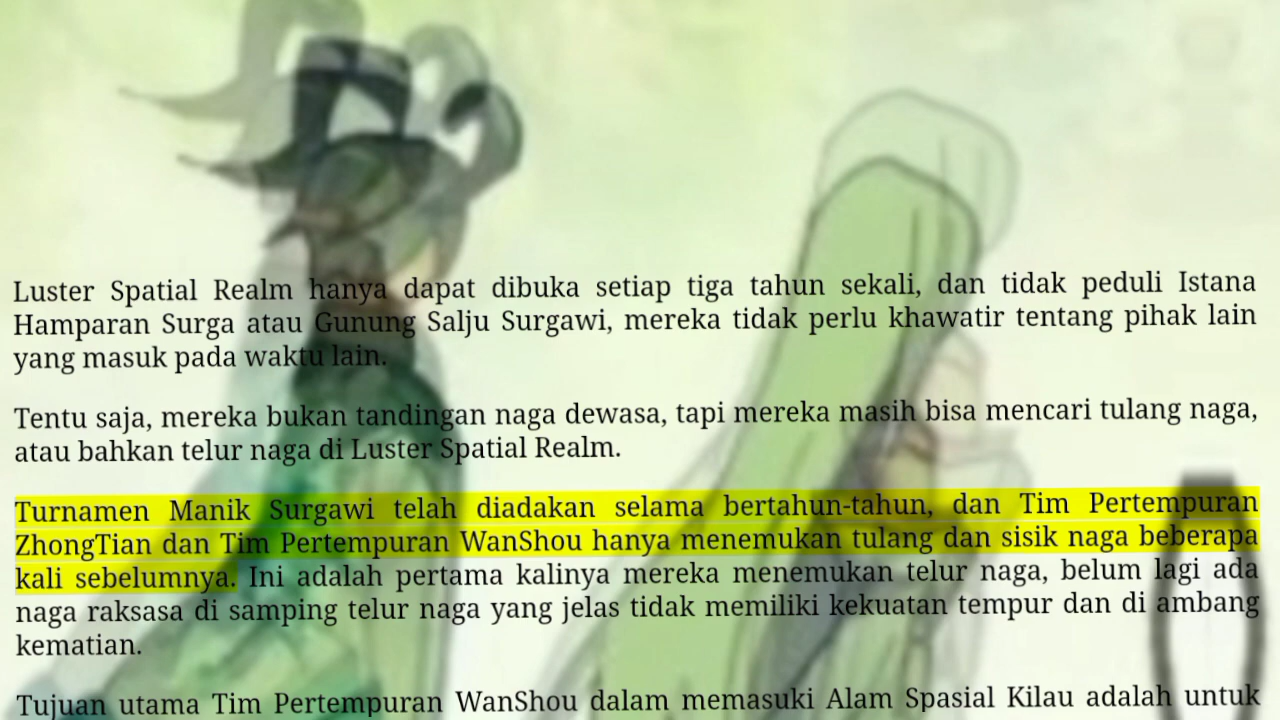 Luster Spatial Realm hanya dapat dibuka setiap tiga tahun sekali, dan tidak peduli Istana
Hamparan Surga atau Gunung Salju Surgawi, mereka tidak perlu khawatir tentang pihak lain
yang masuk pada waktu lain.
Tentu saja, mereka bukan tandingan naga dewasa, tapi mereka masih bisa mencari tulang naga,
atau bahkan telur naga di Luster Spatial Realm.
Turnamen Manik Surgawi telah diadakan selama bertahun-tahun, dan Tim Pertempuran
ZhongTian dan Tim Pertempuran WanShou hanya menemukan tulang dan sisik naga beberapa
kali sebelumnya. Ini adalah pertama kalinya mereka menemukan telur naga, belum lagi ada
naga raksasa di samping telur naga yang jelas tidak memiliki kekuatan tempur dan di ambang
kematian.
Tujuan utama Tim Pertempuran WanShou dalam memasuki Alam Spasial Kilau adalah untuk